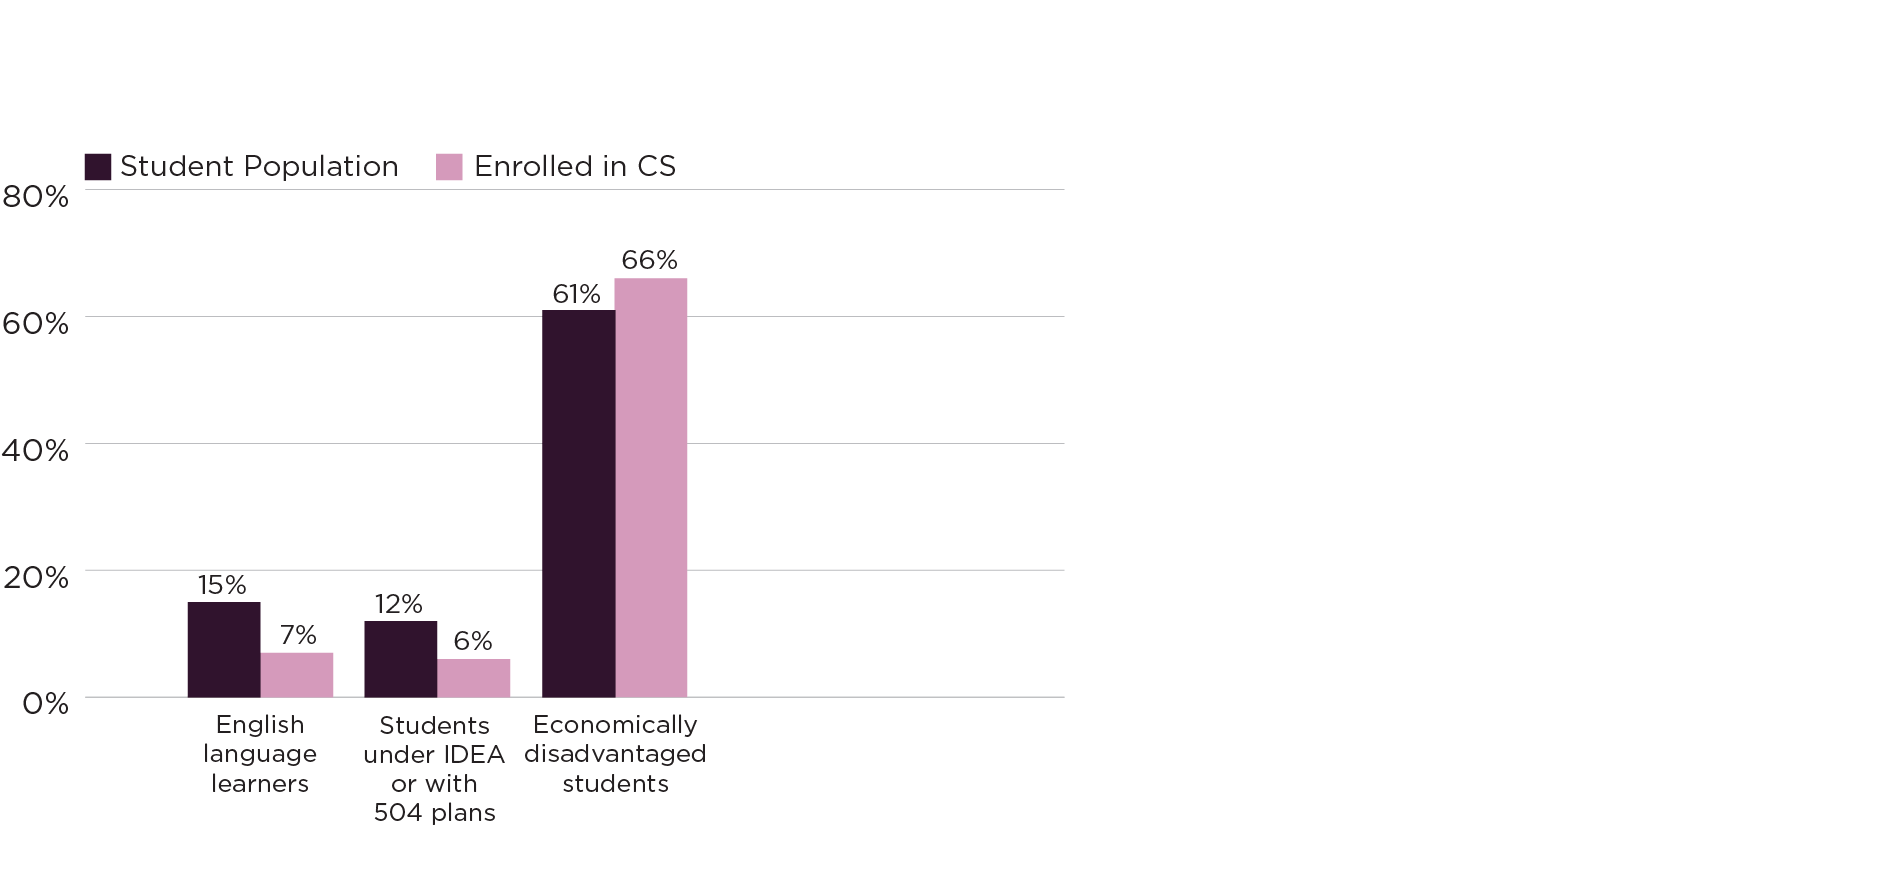 Student Population Enrolled in CS
80%
60%
40%
20%
0%
15%
7%
12%
6%
61%
66%
English
language
learners
Students
under IDEA
or with
504 plans
Economically
disadvantaged
students